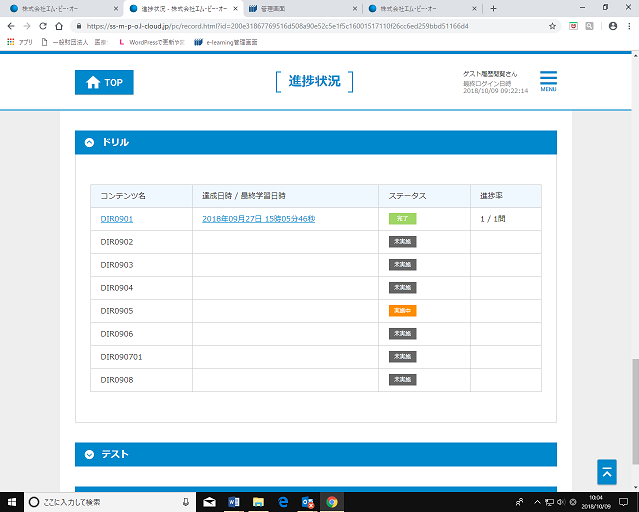 株式会社エム・ピー・オー
進捗状況 - 株式会社エム・ピー・オー
管理画面
株式会社エム・ピー・オー
https://ss-m-p-o.l-cloud.jp/pc/record.html?id=200e31867769516d508a90e52c5e1f5c16001517110f26cc6ed259bbd51166d4
アプリ
一般財団法人
WordPressで更新や
e-learning管理画面
TOP
進捗状況
ゲスト履歴閲覧さん
最終ログイン日時
2018/10/09 09:22:14
MENU
ドリル
コンテンツ名 達成日時 / 最終学習日時 ステータス 進捗率
DIR0901 2018年09月27日 15時05分46秒 完了 1 / 1問
DIR0902 未実施
DIR0903 未実施
DIR0904 未実施
DIR0905 実施中
DIR0906 未実施
DIR090701 未実施
DIR0908 未実施
テスト
ここに入力して検索
10:04
2018/10/09